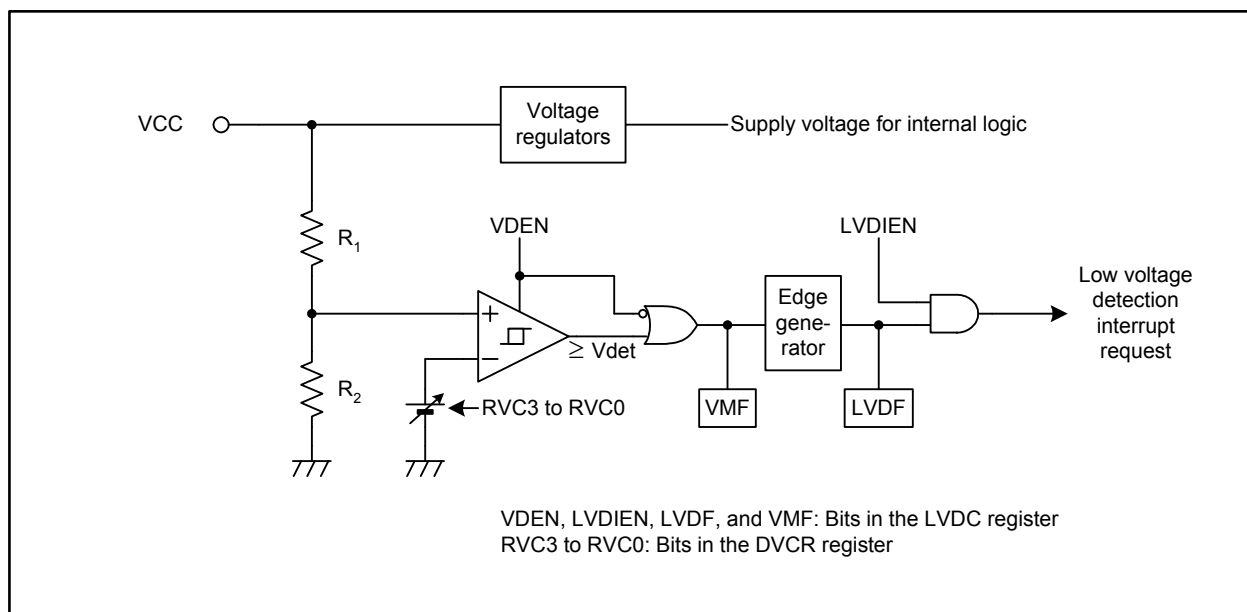 VCC
Voltage
regulators
Supply voltage for internal logic
R1
VDEN
LVDIEN
Low voltage
detection
interrupt
request
+
−
≥ Vdet
Edge
gene-
rator
R2
RVC3 to RVC0
VMF
LVDF
VDEN, LVDIEN, LVDF, and VMF: Bits in the LVDC register
RVC3 to RVC0: Bits in the DVCR register